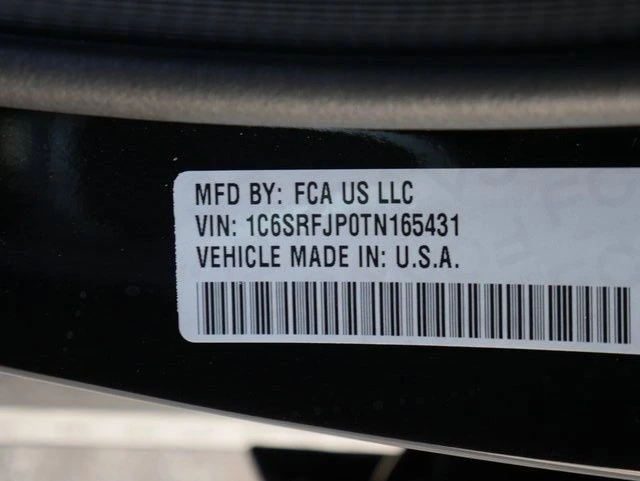 MFD BY: FCA US LLC
VIN: 1C6SRFJP0TN165431
VEHICLE MADE IN: U.S.A.